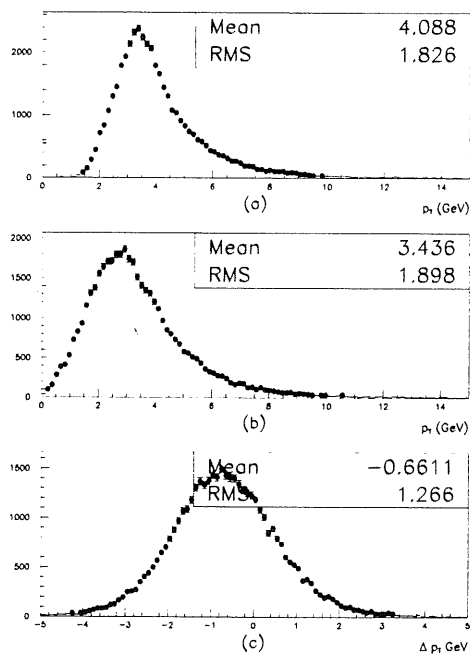 Mean 4.088
RMS 1.826
2000
1000
0
0 2 4 6 8 10 12 14
p_T (GeV)
(a)
Mean 3.436
RMS 1.898
2000
1500
1000
500
0
0 2 4 6 8 10 12 14
p_T (GeV)
(b)
Mean -0.6611
RMS 1.266
1500
1000
500
0
-5 -4 -3 -2 -1 0 1 2 3 4 5
Δ p_T GeV
(c)